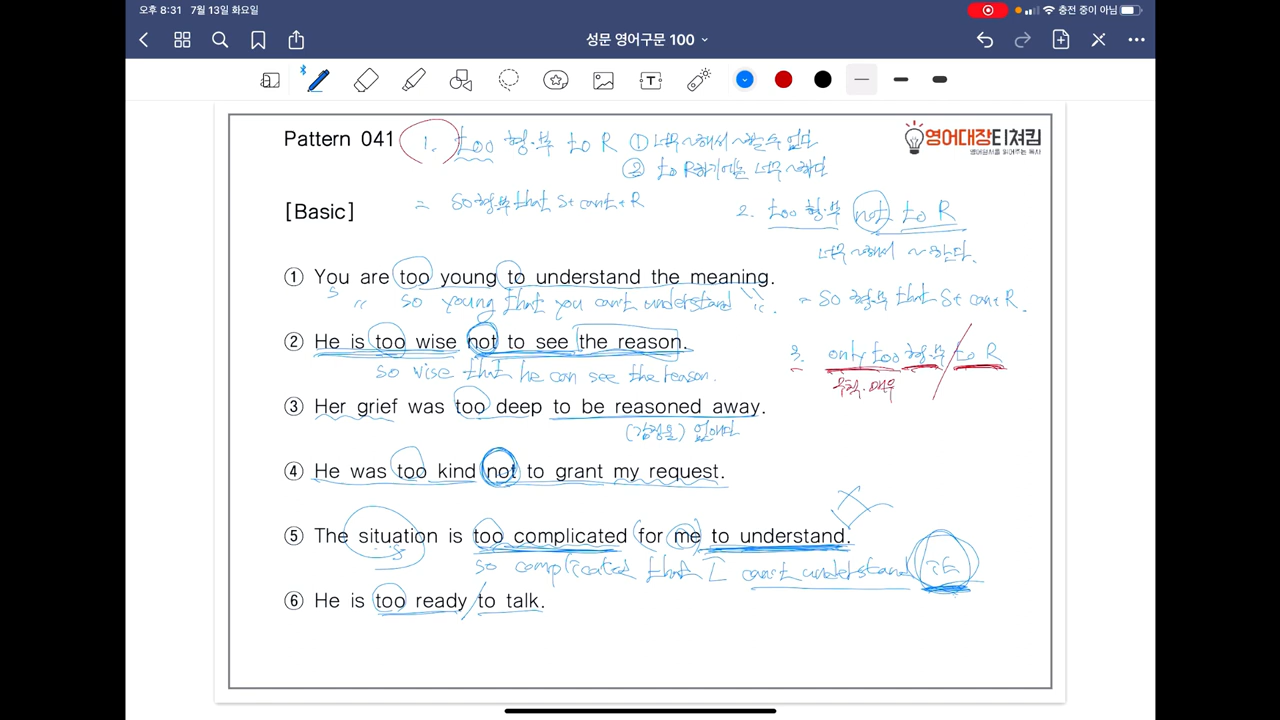 오후 8:31 7월 13일 화요일
충전 중이 아님
성문 영어구문 100
Pattern 041 1. too 형.부 to R ① 너무 ~해서 ~할 수 없다
② to R하기에는 너무 ~하다
영어대장티쳐킴
= so 형.부 that S+ can't + R
2. too 형.부 not to R
[Basic]
너무 ~해서 ~한다.
① You are too young to understand the meaning.
S " so young that you can't understand "
= so 형.부 that S+ can+R.
② He is too wise not to see the reason.
3. only too 형.부 / to R
so wise that he can see the reason.
무척.매우
③ Her grief was too deep to be reasoned away.
(감정을) 없애다
④ He was too kind not to grant my request.
⑤ The situation is too complicated for me to understand.
so complicated that I can't understand it
⑥ He is too ready / to talk.